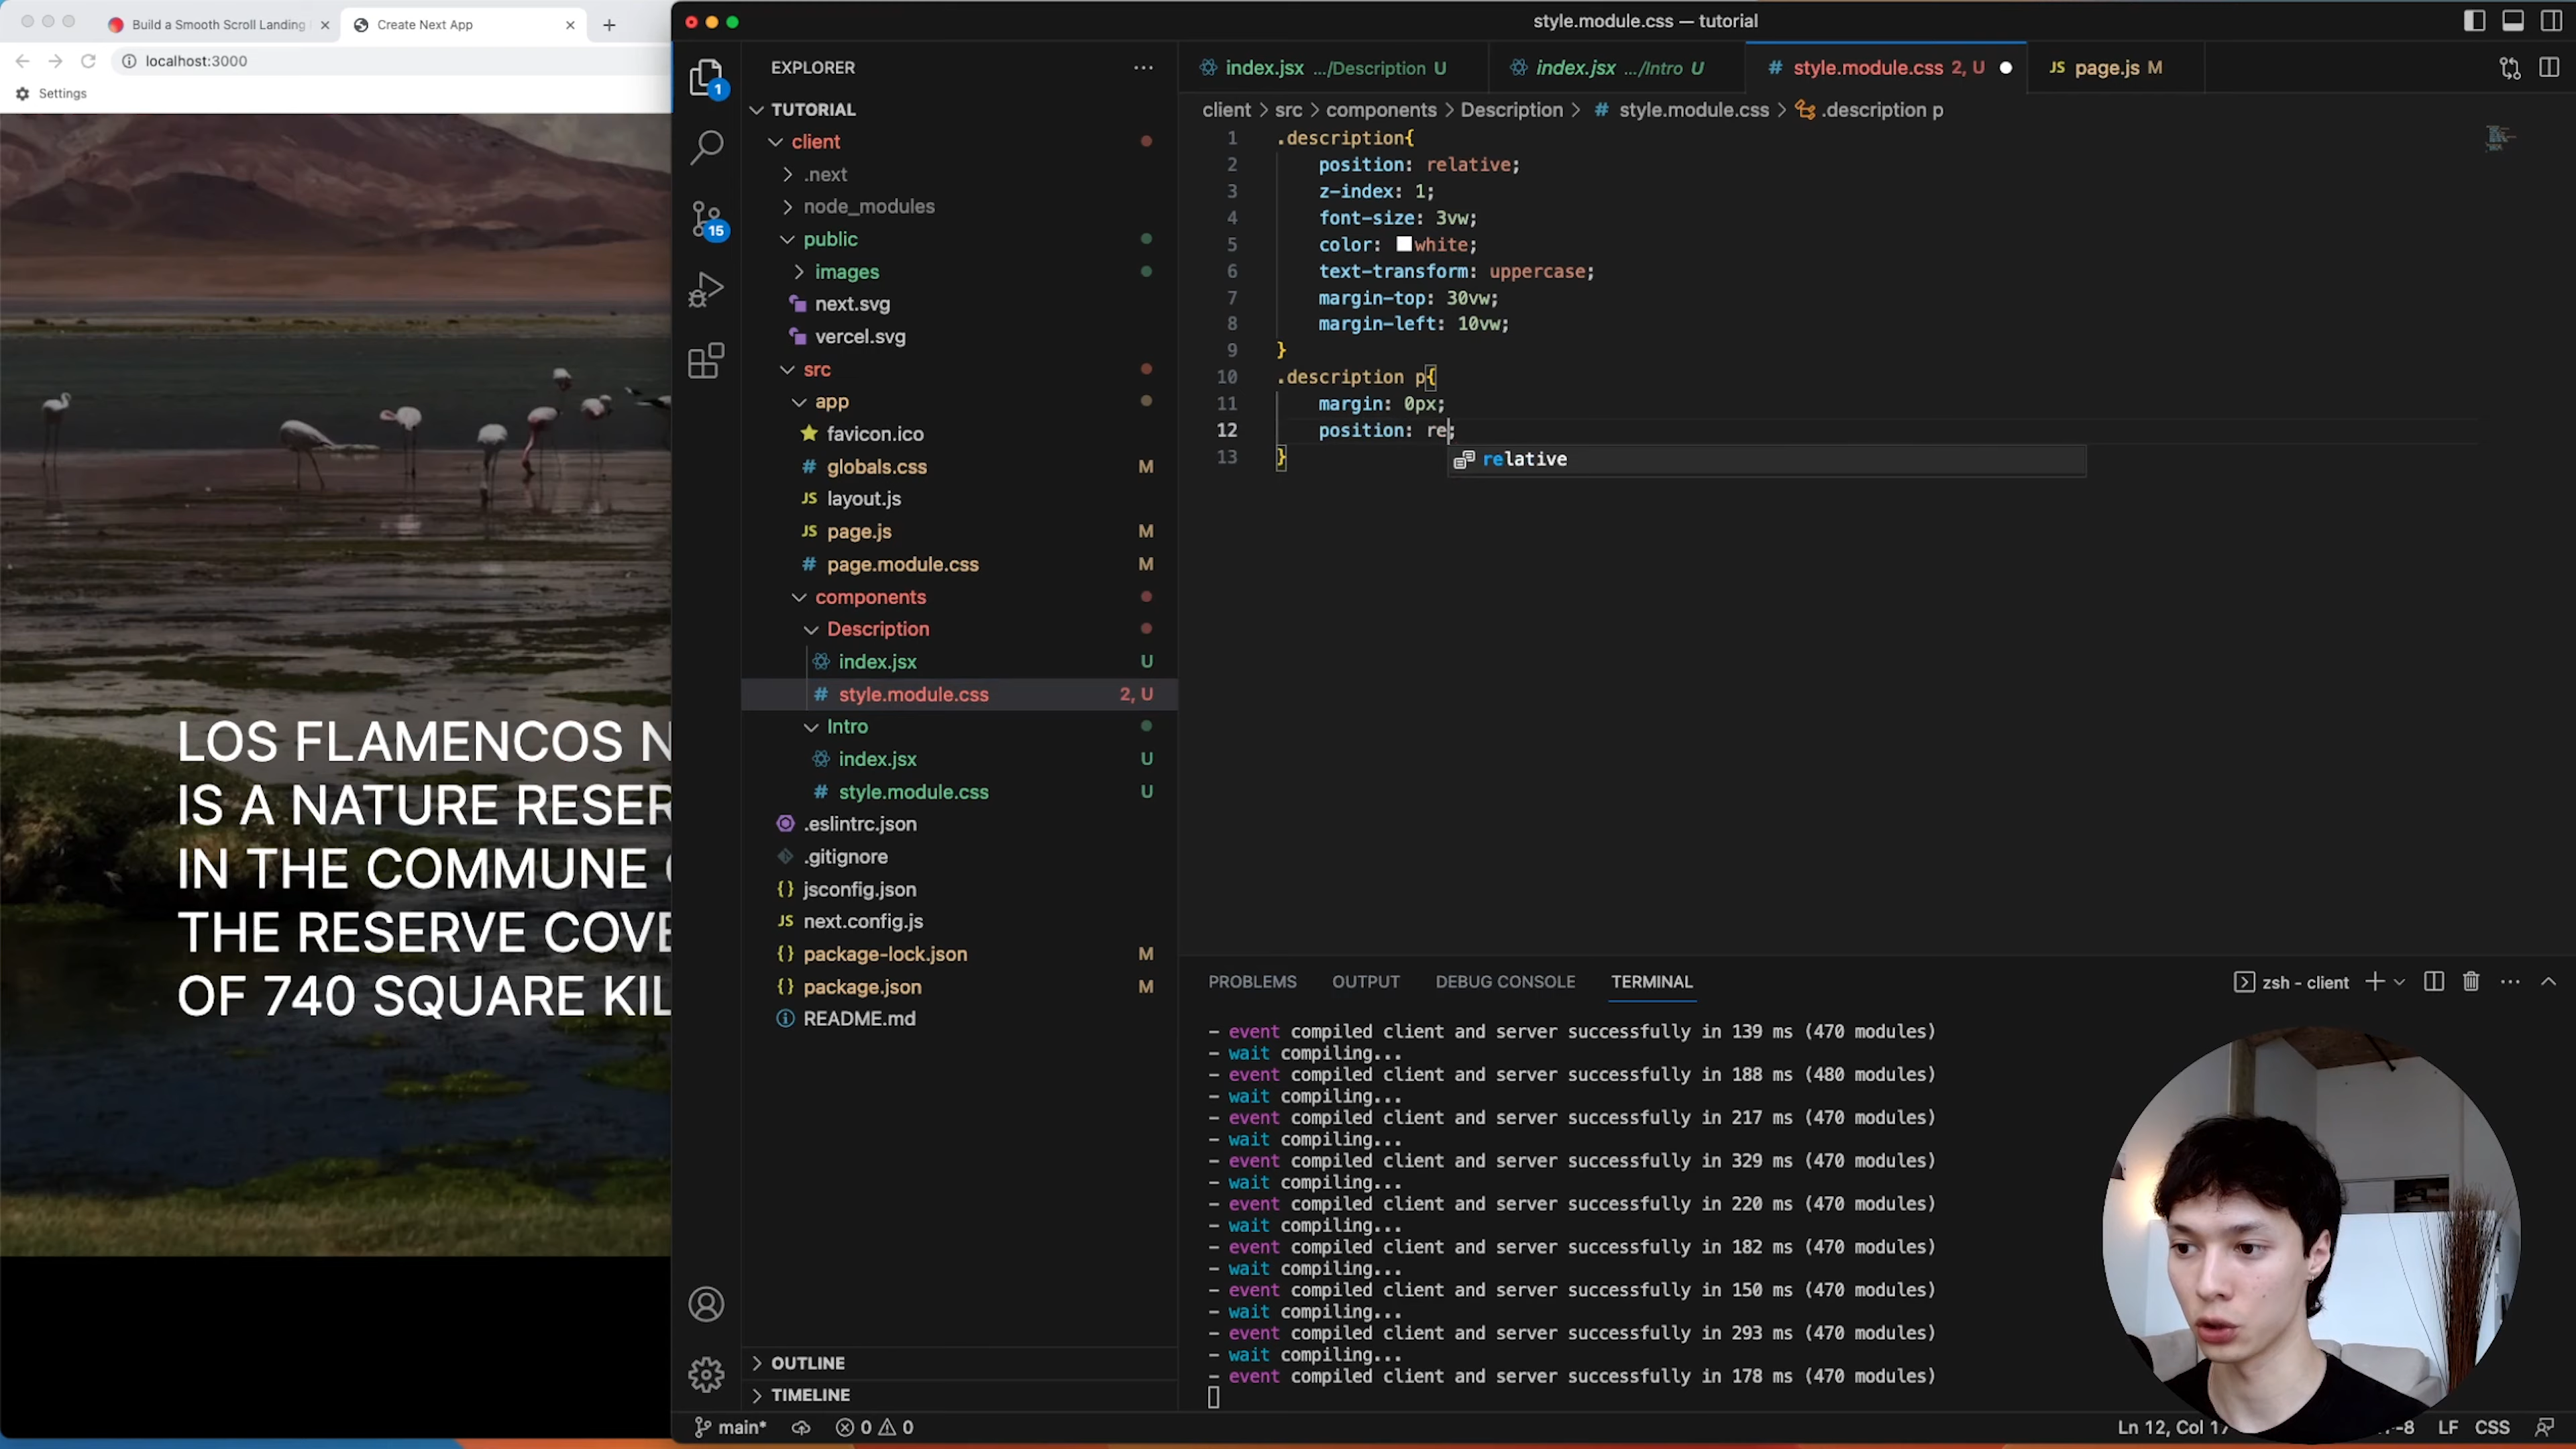 Build a Smooth Scroll Landing
Create Next App
localhost:3000
Settings
LOS FLAMENCOS N
IS A NATURE RESER
IN THE COMMUNE
THE RESERVE COVE
OF 740 SQUARE KIL
style.module.css — tutorial
EXPLORER
TUTORIAL
client
.next
node_modules
public
images
next.svg
vercel.svg
src
app
favicon.ico
globals.css M
layout.js
page.js M
page.module.css M
components
Description
index.jsx U
style.module.css 2, U
Intro
index.jsx U
style.module.css U
.eslintrc.json
.gitignore
jsconfig.json
next.config.js
package-lock.json M
package.json M
README.md
OUTLINE
TIMELINE
1
15
index.jsx .../Description U
index.jsx .../Intro U
# style.module.css 2, U
JS page.js M
client > src > components > Description > # style.module.css > .description p
1 .description{
2 position: relative;
3 z-index: 1;
4 font-size: 3vw;
5 color: white;
6 text-transform: uppercase;
7 margin-top: 30vw;
8 margin-left: 10vw;
9 }
10 .description p{
11 margin: 0px;
12 position: re;
relative
13 }
PROBLEMS OUTPUT DEBUG CONSOLE TERMINAL
zsh - client
- event compiled client and server successfully in 139 ms (470 modules)
- wait compiling...
- event compiled client and server successfully in 188 ms (480 modules)
- wait compiling...
- event compiled client and server successfully in 217 ms (470 modules)
- wait compiling...
- event compiled client and server successfully in 329 ms (470 modules)
- wait compiling...
- event compiled client and server successfully in 220 ms (470 modules)
- wait compiling...
- event compiled client and server successfully in 182 ms (470 modules)
- wait compiling...
- event compiled client and server successfully in 150 ms (470 modules)
- wait compiling...
- event compiled client and server successfully in 293 ms (470 modules)
- wait compiling...
- event compiled client and server successfully in 178 ms (470 modules)
main* 0 0
Ln 12, Col 17 -8 LF CSS